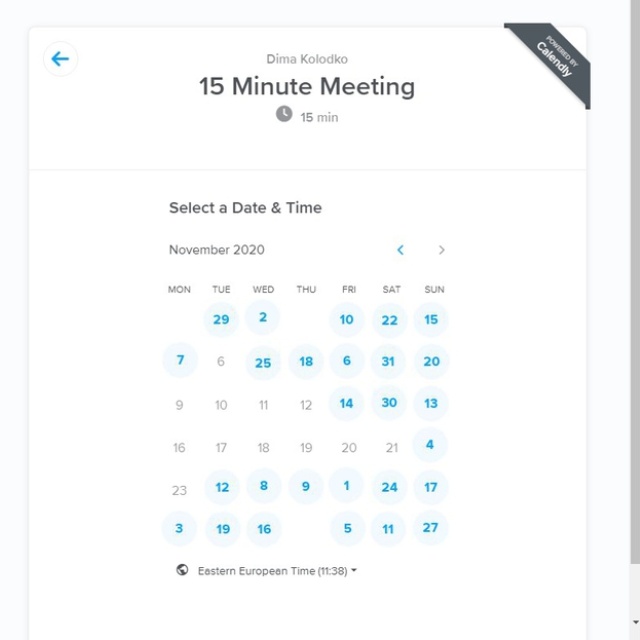 Dima Kolodko
15 Minute Meeting
15 min
POWERED BY
Calendly
Select a Date & Time
November 2020
MON TUE WED THU FRI SAT SUN
29 2 10 22 15
7 6 25 18 6 31 20
9 10 11 12 14 30 13
16 17 18 19 20 21 4
23 12 8 9 1 24 17
3 19 16 5 11 27
Eastern European Time (11:38)